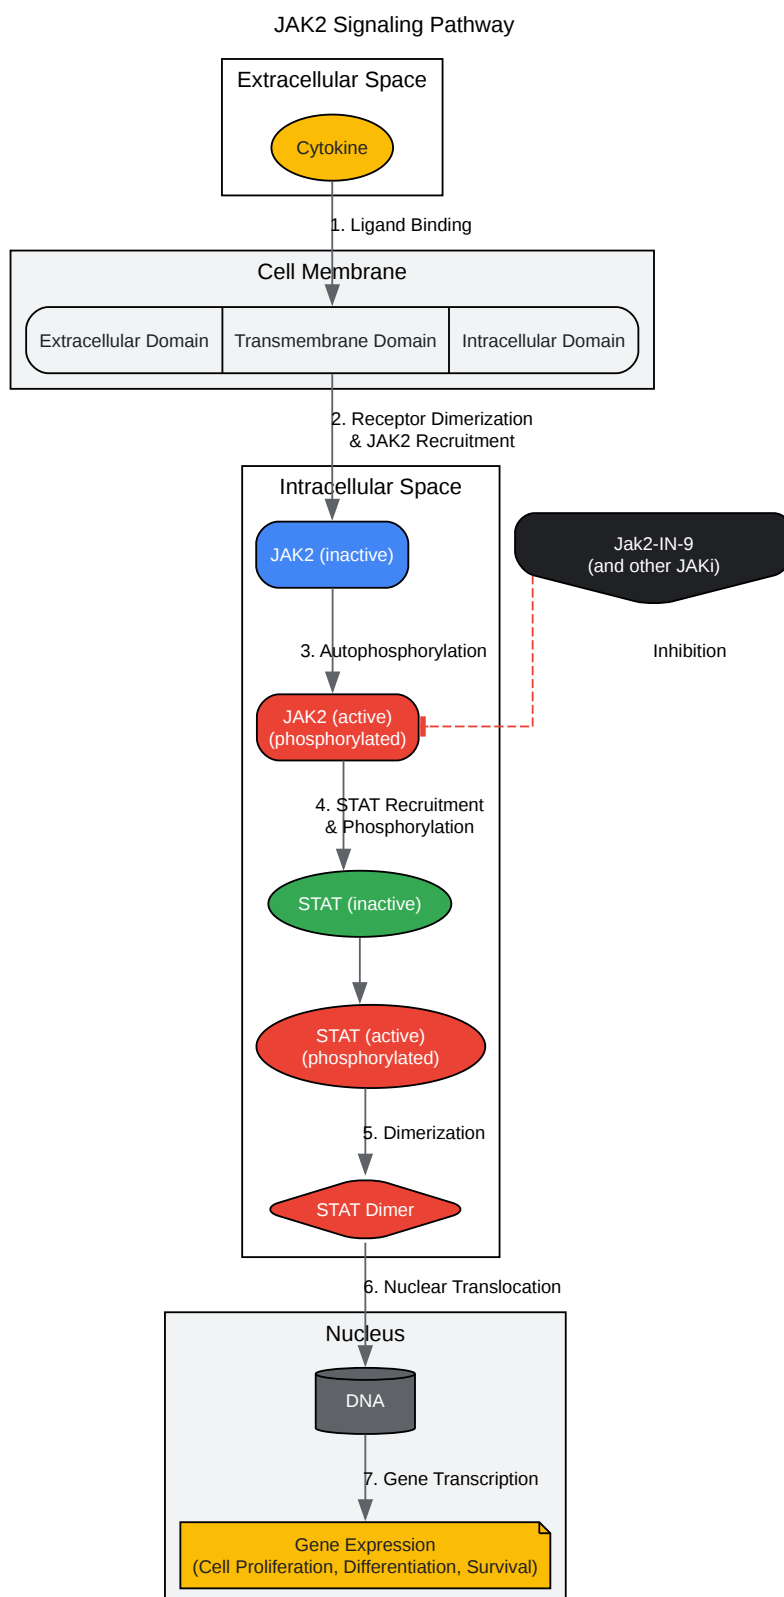 JAK2 Signaling Pathway
Extracellular Space
Cytokine
1. Ligand Binding
Cell Membrane
Extracellular Domain
Transmembrane Domain
Intracellular Domain
2. Receptor Dimerization
& JAK2 Recruitment
Intracellular Space
JAK2 (inactive)
Jak2-IN-9
(and other JAKi)
3. Autophosphorylation
Inhibition
JAK2 (active)
(phosphorylated)
4. STAT Recruitment
& Phosphorylation
STAT (inactive)
STAT (active)
(phosphorylated)
5. Dimerization
STAT Dimer
6. Nuclear Translocation
Nucleus
DNA
7. Gene Transcription
Gene Expression
(Cell Proliferation, Differentiation, Survival)